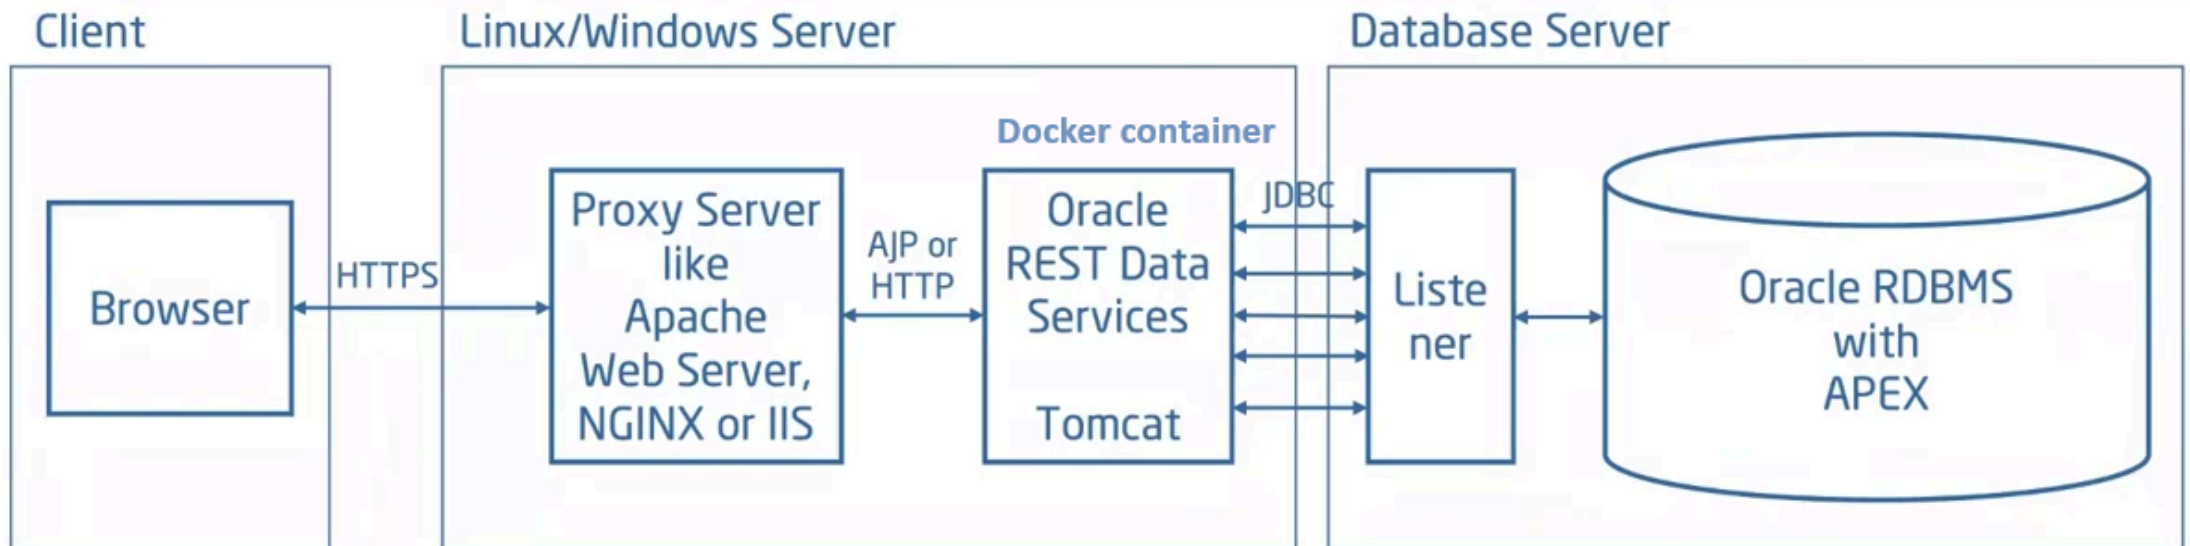 Client
Linux/Windows Server
Database Server
Docker container
Browser
HTTPS
Proxy Server
like
Apache
Web Server,
NGINX or IIS
AJP or
HTTP
Oracle
REST Data
Services
Tomcat
JDBC
Liste
ner
Oracle RDBMS
with
APEX